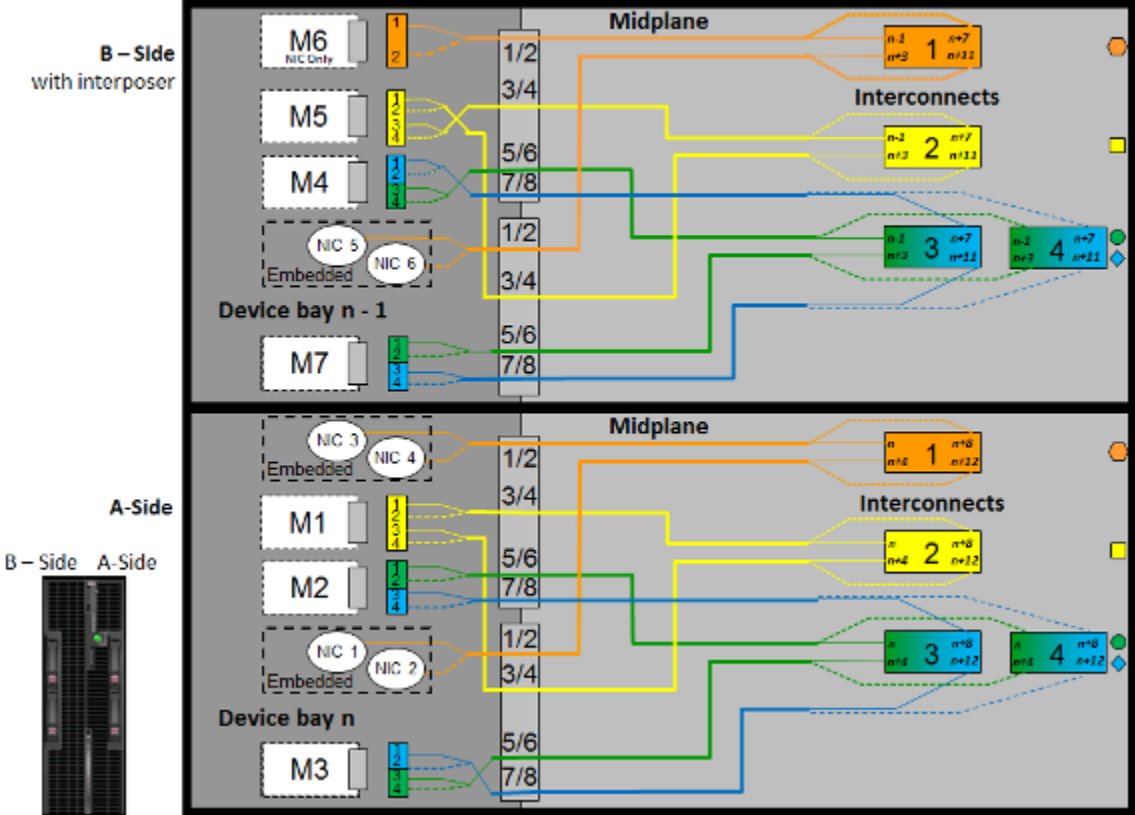 B – Side
with interposer
M6
NIC Only
1
2
M5
1
2
3
4
M4
1
2
3
4
NIC 5
NIC 6
Embedded
Device bay n - 1
M7
1
2
3
4
1/2
3/4
5/6
7/8
1/2
3/4
5/6
7/8
Midplane
n-1 1 n+7
n+3 n+11
Interconnects
n-1 2 n+7
n+3 n+11
n-1 3 n+7
n+3 n+11
n-1 4 n+7
n+3 n+11
A-Side
B – Side A-Side
NIC 3
NIC 4
Embedded
M1
1
2
3
4
M2
1
2
3
4
NIC 1
NIC 2
Embedded
Device bay n
M3
1
2
3
4
1/2
3/4
5/6
7/8
1/2
3/4
5/6
7/8
Midplane
n 1 n+8
n+4 n+12
Interconnects
n 2 n+8
n+4 n+12
n 3 n+8
n+4 n+12
n 4 n+8
n+4 n+12